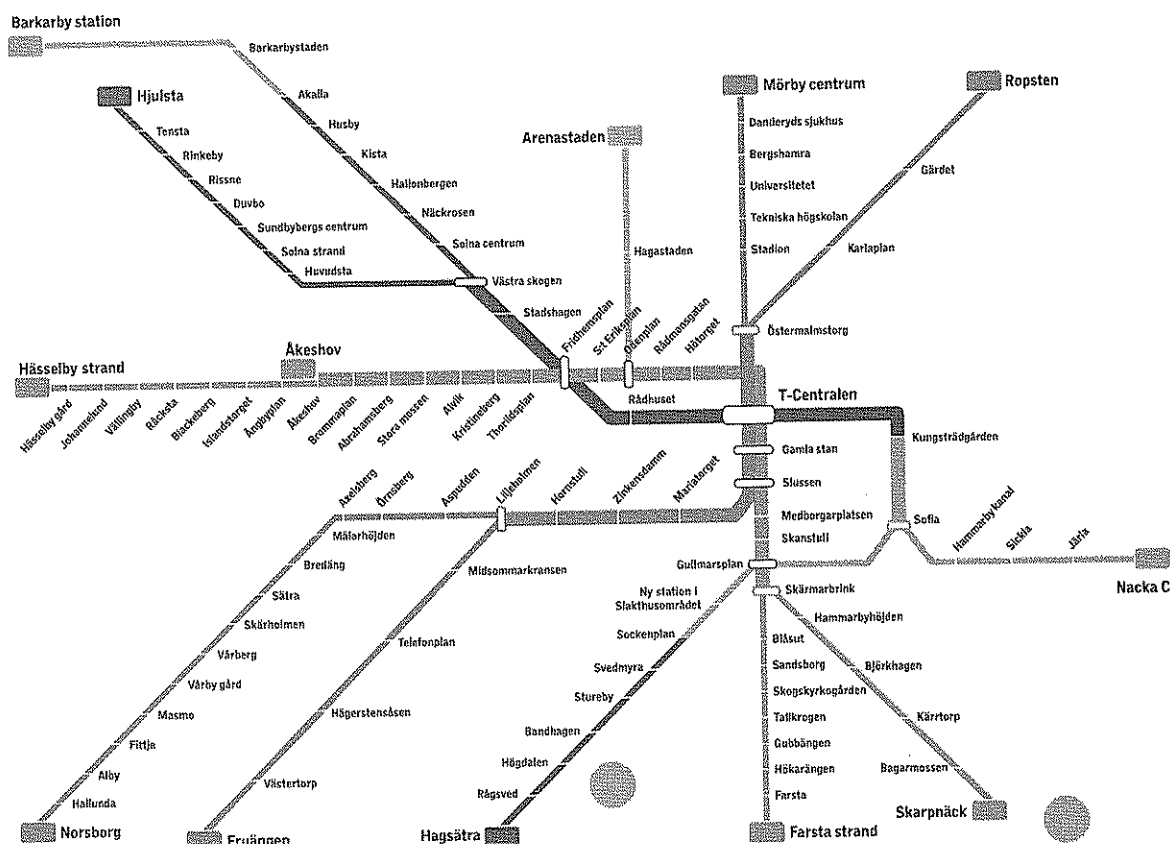 Barkarby station
Barkarbystaden
Hjulsta
Akalla
Tensta
Husby
Rinkeby
Kista
Rissne
Hallonbergen
Duvbo
Näckrosen
Sundbybergs centrum
Solna centrum
Solna strand
Huvudsta
Västra skogen
Stadshagen
Arenastaden
Hagastaden
Mörby centrum
Danderyds sjukhus
Bergshamra
Universitetet
Tekniska högskolan
Stadion
Ropsten
Gärdet
Karlaplan
Östermalmstorg
Fridhemsplan
S:t Eriksplan
Odenplan
Rådmansgatan
Hötorget
Hässelby strand
Åkeshov
Hässelby gård
Johannelund
Vällingby
Råcksta
Blackeberg
Islandstorget
Ängbyplan
Åkeshov
Brommaplan
Abrahamsberg
Stora mossen
Alvik
Kristineberg
Thorildsplan
Rådhuset
T-Centralen
Kungsträdgården
Gamla stan
Slussen
Axelsberg
Örnsberg
Aspudden
Liljeholmen
Hornstull
Zinkensdamm
Mariatorget
Medborgarplatsen
Skanstull
Sofia
Hammarby kanal
Sickla
Järla
Nacka C
Gullmarsplan
Skärmarbrink
Mälarhöjden
Bredäng
Sätra
Skärholmen
Vårberg
Vårby gård
Masmo
Fittja
Alby
Hallunda
Norsborg
Midsommarkransen
Telefonplan
Hägerstensåsen
Västertorp
Fruängen
Ny station i
Slakthusområdet
Sockenplan
Svedmyra
Stureby
Bandhagen
Högdalen
Rågsved
Hagsätra
Hammarbyhöjden
Blåsut
Sandsborg
Björkhagen
Skogskyrkogården
Tallkrogen
Kärrtorp
Gubbängen
Hökarängen
Bagarmossen
Farsta
Skarpnäck
Farsta strand